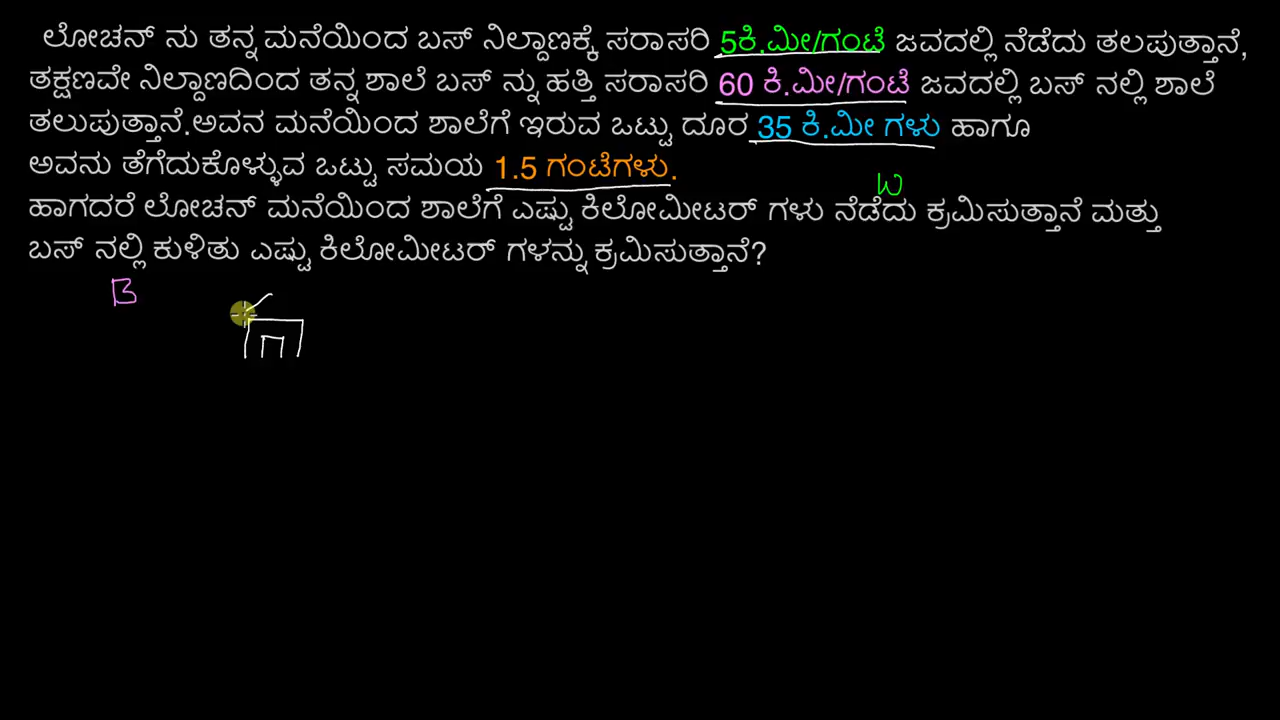 ಲೋಚನ್ ನು ತನ್ನ ಮನೆಯಿಂದ ಬಸ್ ನಿಲ್ದಾಣಕ್ಕೆ ಸರಾಸರಿ 5ಕಿ.ಮೀ/ಗಂಟೆ ಜವದಲ್ಲಿ ನೆಡೆದು ತಲಪುತ್ತಾನೆ,
ತಕ್ಷಣವೇ ನಿಲ್ದಾಣದಿಂದ ತನ್ನ ಶಾಲೆ ಬಸ್ ನ್ನು ಹತ್ತಿ ಸರಾಸರಿ 60 ಕಿ.ಮೀ/ಗಂಟೆ ಜವದಲ್ಲಿ ಬಸ್ ನಲ್ಲಿ ಶಾಲೆ
ತಲುಪುತ್ತಾನೆ.ಅವನ ಮನೆಯಿಂದ ಶಾಲೆಗೆ ಇರುವ ಒಟ್ಟು ದೂರ 35 ಕಿ.ಮೀ ಗಳು ಹಾಗೂ
ಅವನು ತೆಗೆದುಕೊಳ್ಳುವ ಒಟ್ಟು ಸಮಯ 1.5 ಗಂಟೆಗಳು.
W
ಹಾಗದರೆ ಲೋಚನ್ ಮನೆಯಿಂದ ಶಾಲೆಗೆ ಎಷ್ಟು ಕಿಲೋಮೀಟರ್ ಗಳು ನೆಡೆದು ಕ್ರಮಿಸುತ್ತಾನೆ ಮತ್ತು
ಬಸ್ ನಲ್ಲಿ ಕುಳಿತು ಎಷ್ಟು ಕಿಲೋಮೀಟರ್ ಗಳನ್ನು ಕ್ರಮಿಸುತ್ತಾನೆ?
B